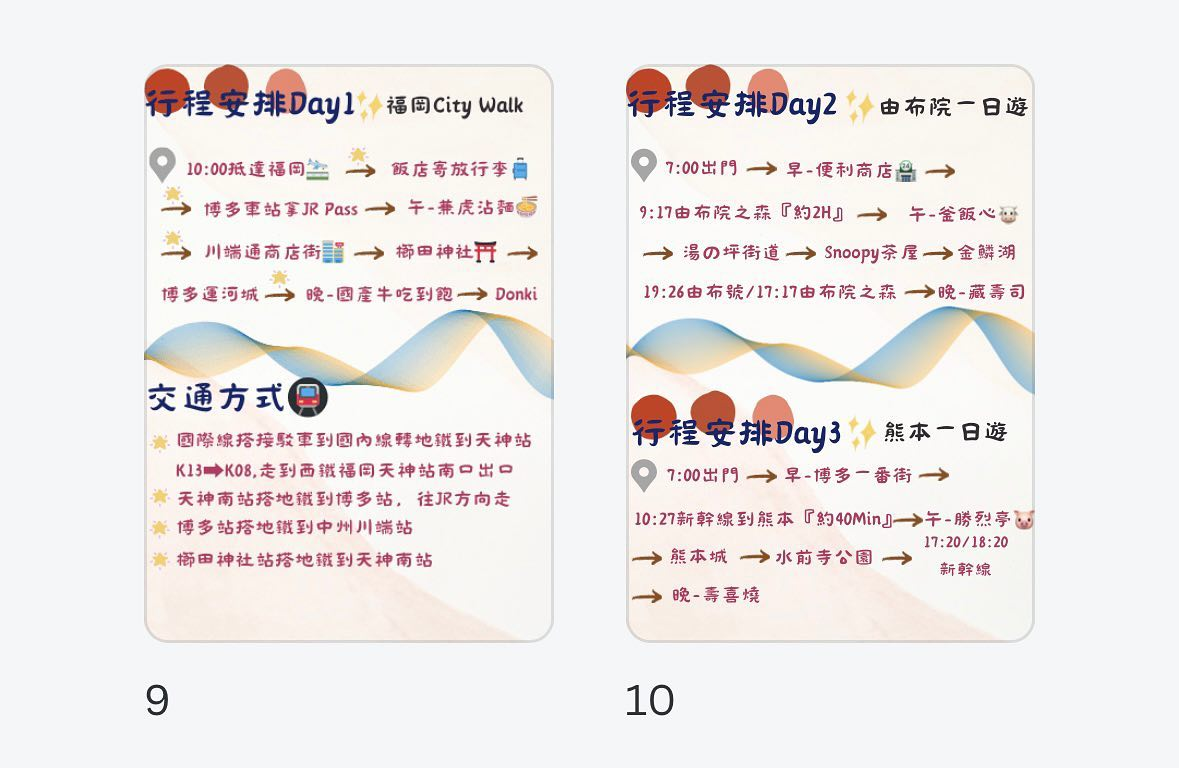 行程安排Day1✨福岡City Walk
10:00抵達福岡 → 飯店寄放行李
→ 博多車站拿JR Pass → 午-兼虎沾麵
→ 川端通商店街 → 櫛田神社 →
博多運河城 → 晚-國產牛吃到飽 → Donki
交通方式
國際線搭接駁車到國內線轉地鐵到天神站
K13➡K08,走到西鐵福岡天神站南口出口
天神南站搭地鐵到博多站, 往JR方向走
博多站搭地鐵到中州川端站
櫛田神社站搭地鐵到天神南站
9
行程安排Day2✨由布院一日遊
7:00出門 → 早-便利商店 →
9:17由布院之森『約2H』 → 午-釜飯心
→ 湯の坪街道 → Snoopy茶屋 → 金鱗湖
19:26由布號/17:17由布院之森 → 晚-藏壽司
行程安排Day3✨熊本一日遊
7:00出門 → 早-博多一番街 →
10:27新幹線到熊本『約40Min』→ 午-勝烈亭
→ 熊本城 → 水前寺公園 → 17:20/18:20
新幹線
→ 晚-壽喜燒
10